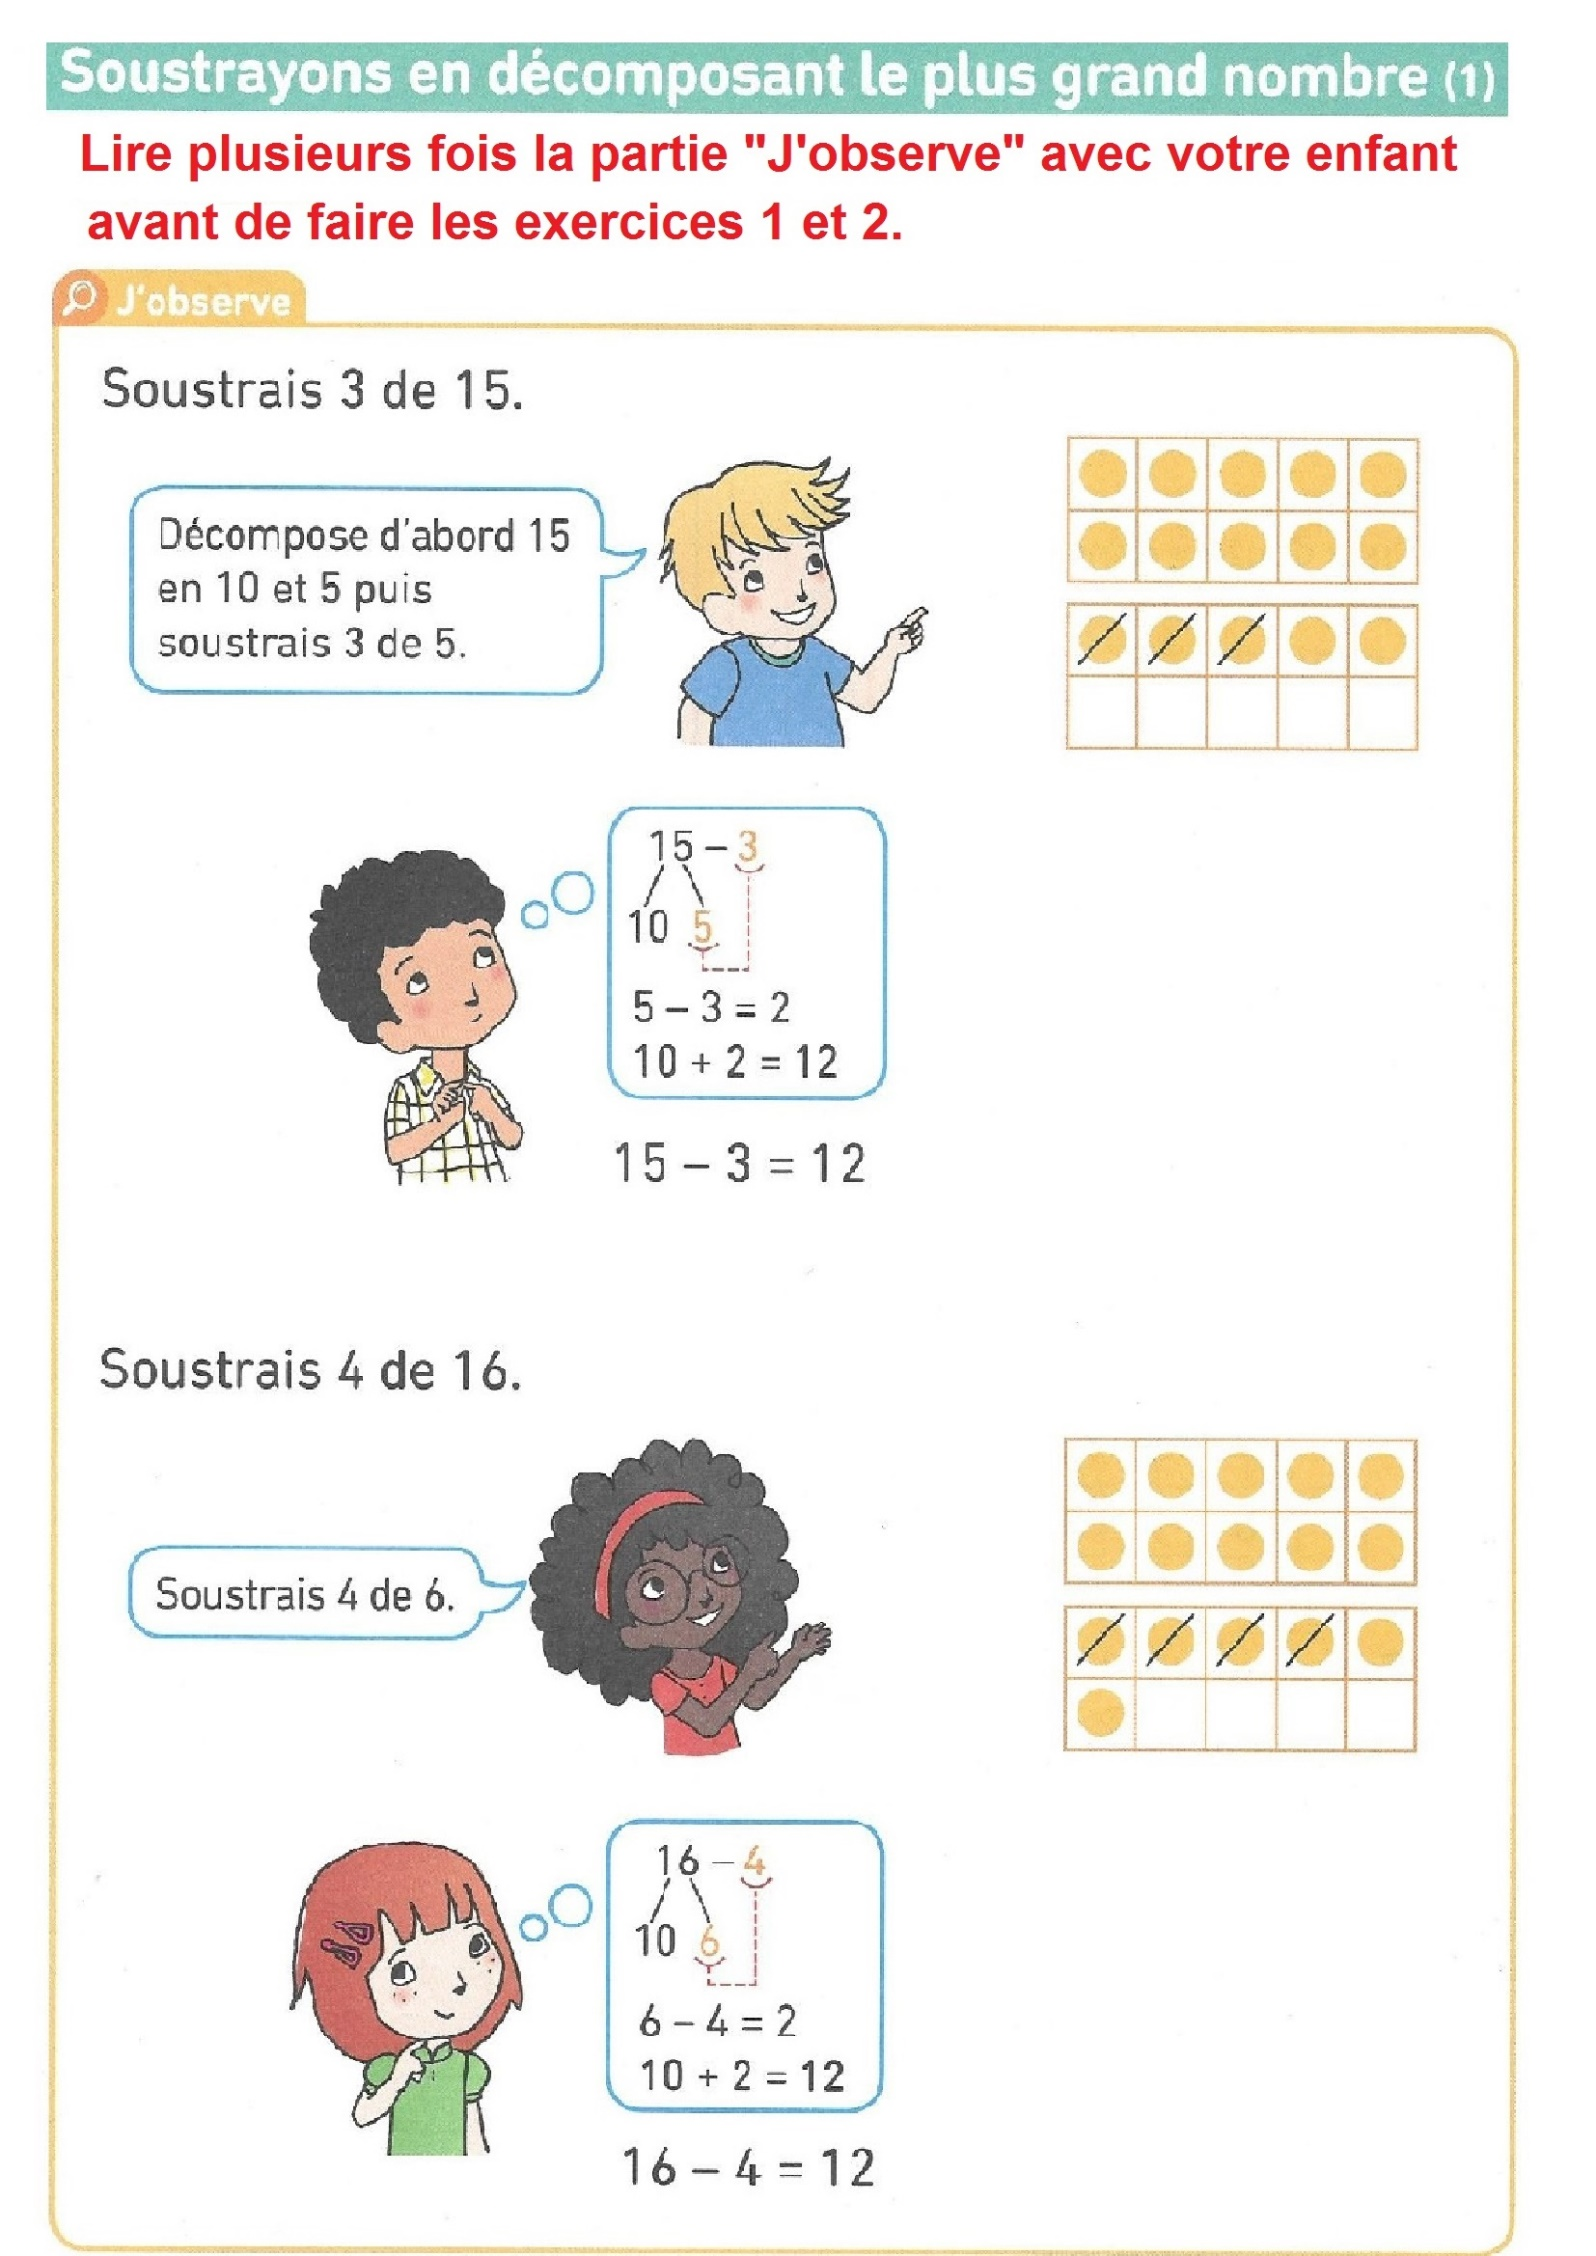 Soustrayons en décomposant le plus grand nombre (1)
Lire plusieurs fois la partie "J'observe" avec votre enfant
avant de faire les exercices 1 et 2.
J'observe
Soustrais 3 de 15.
Décompose d'abord 15
en 10 et 5 puis
soustrais 3 de 5.
15 – 3
10 5
5 – 3 = 2
10 + 2 = 12
15 – 3 = 12
Soustrais 4 de 16.
Soustrais 4 de 6.
16 – 4
10 6
6 – 4 = 2
10 + 2 = 12
16 – 4 = 12